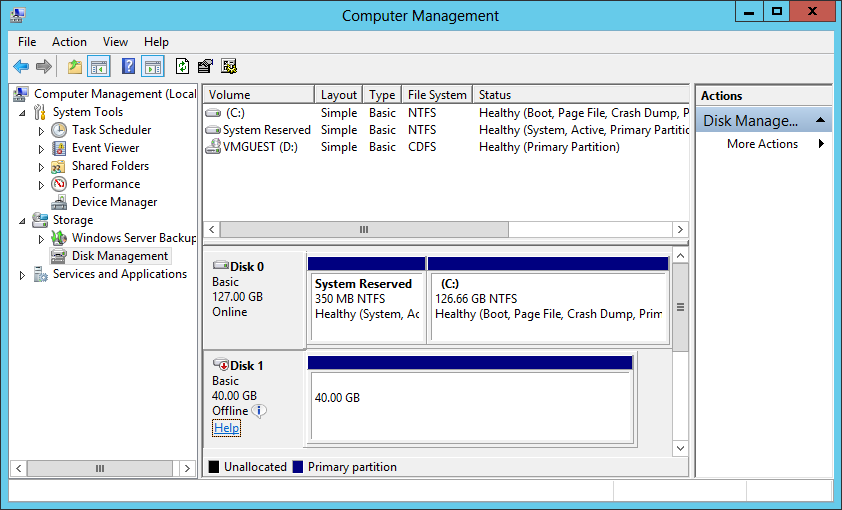 Computer Management
File Action View Help
Computer Management (Local
System Tools
Task Scheduler
Event Viewer
Shared Folders
Performance
Device Manager
Storage
Windows Server Backup
Disk Management
Services and Applications
Volume Layout Type File System Status
(C:) Simple Basic NTFS Healthy (Boot, Page File, Crash Dump, P
System Reserved Simple Basic NTFS Healthy (System, Active, Primary Partitio
VMGUEST (D:) Simple Basic CDFS Healthy (Primary Partition)
Disk 0
Basic
127.00 GB
Online
System Reserved
350 MB NTFS
Healthy (System, Ac
(C:)
126.66 GB NTFS
Healthy (Boot, Page File, Crash Dump, Prim
Disk 1
Basic
40.00 GB
Offline
Help
40.00 GB
Unallocated Primary partition
Actions
Disk Manage...
More Actions